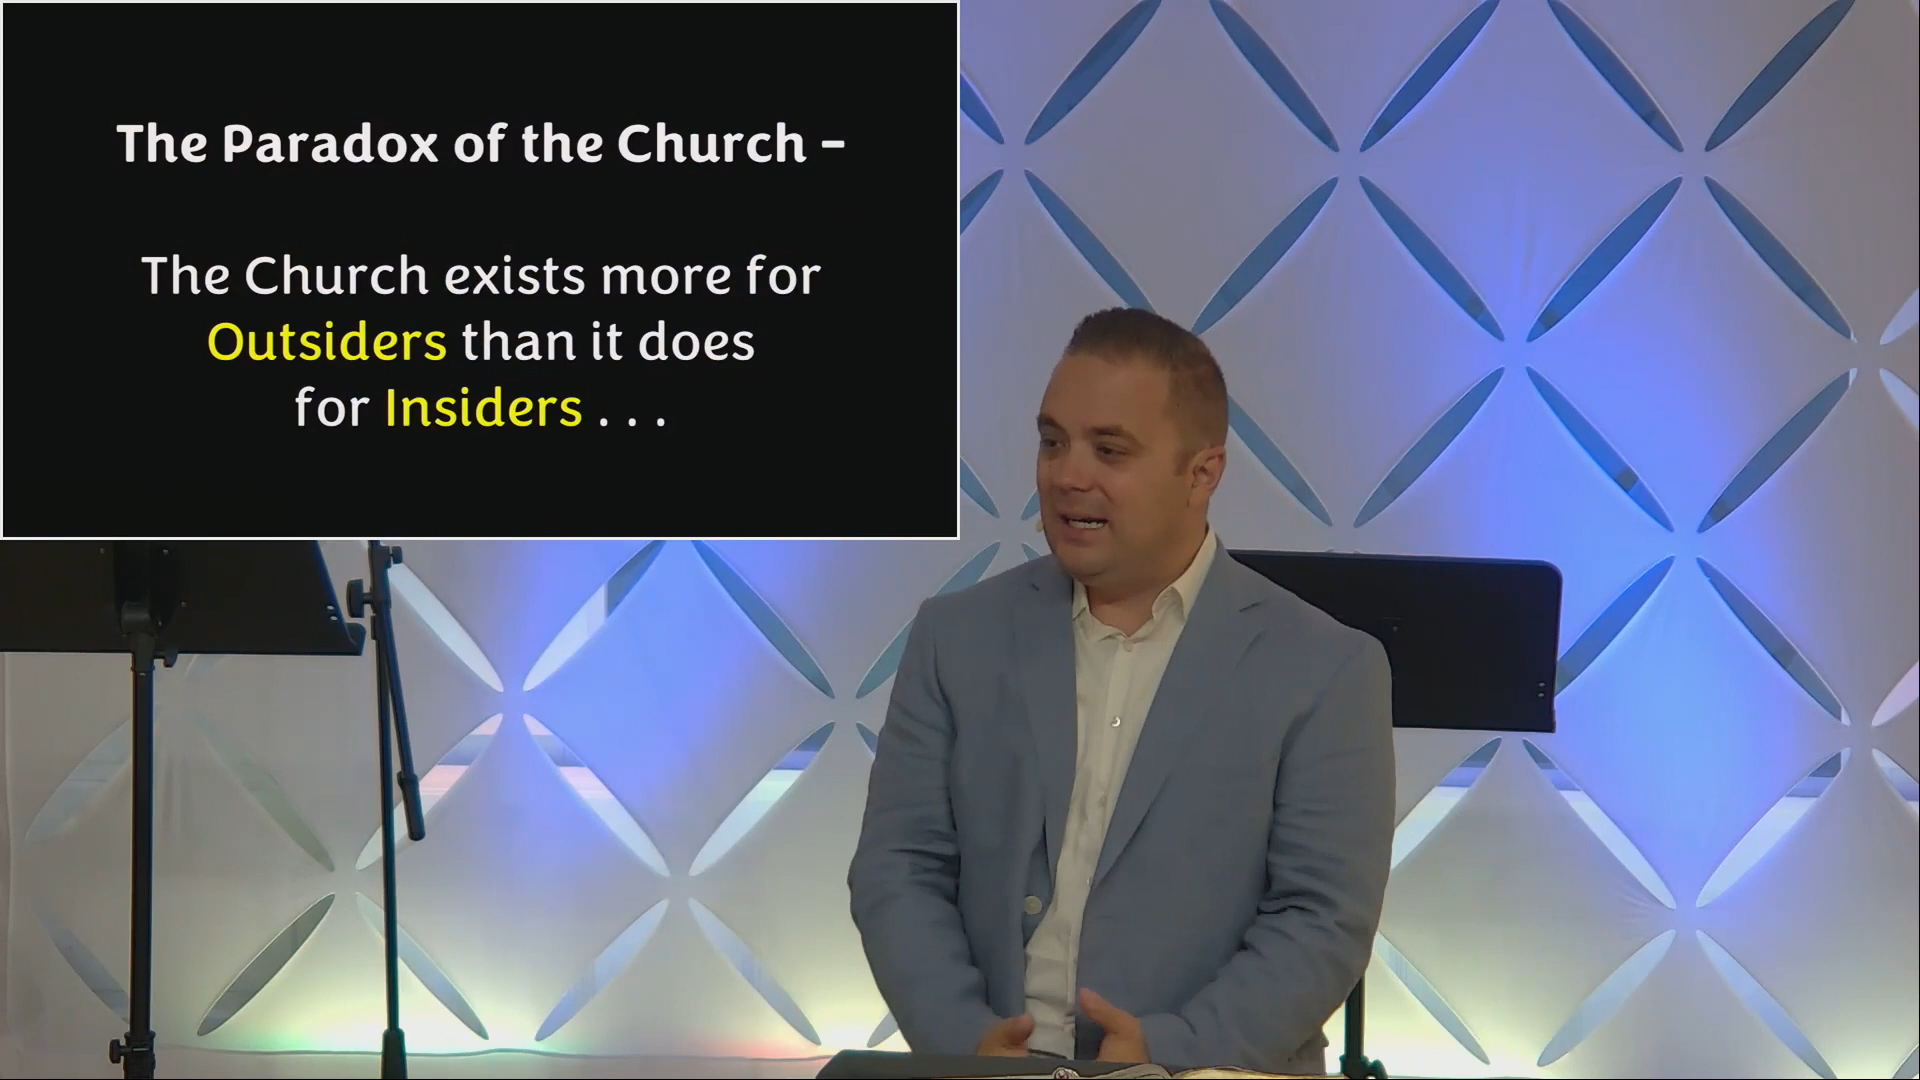 The Paradox of the Church –
The Church exists more for
Outsiders than it does
for Insiders . . .